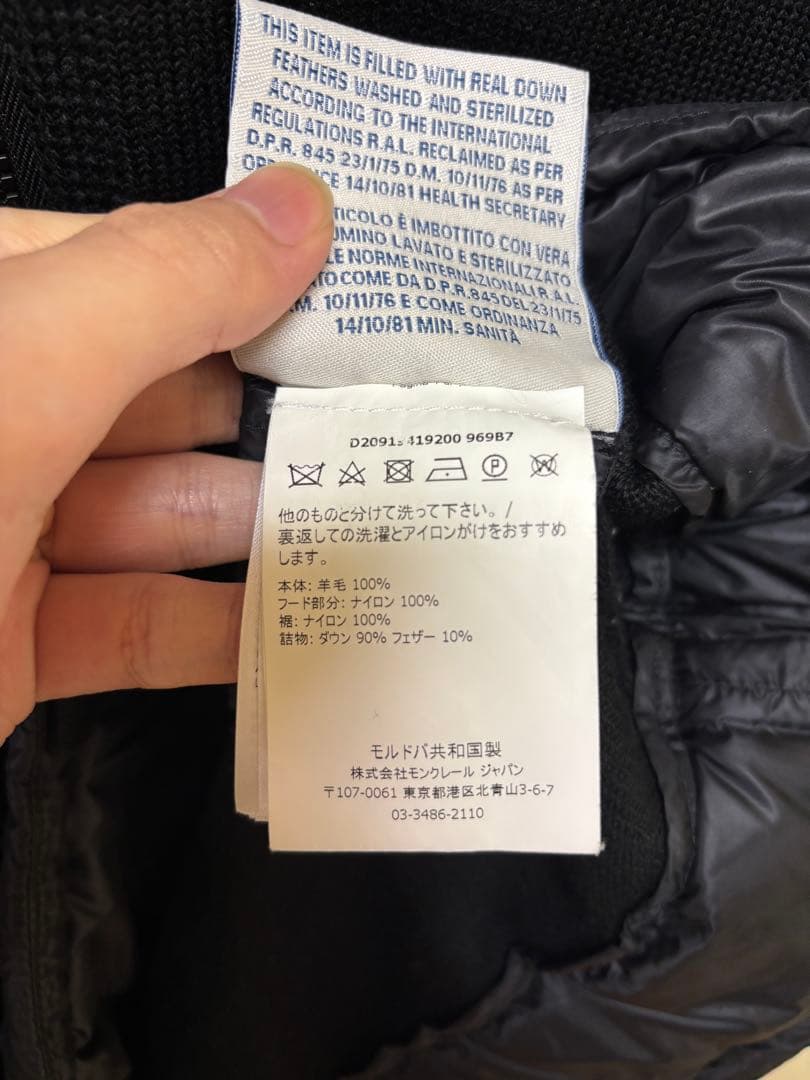 THIS ITEM IS FILLED WITH REAL DOWN
FEATHERS WASHED AND STERILIZED
ACCORDING TO THE INTERNATIONAL
REGULATIONS R.A.L. RECLAIMED AS PER
D.P.R. 845 23/1/75 D.M. 10/11/76 AS PER
14/10/81 HEALTH SECRETARY
È IMBOTTITO CON VERA
LAVATO E STERILIZZATO
LE NORME INTERNAZIONALI R.A.L.
COME DA D.P.R. 845 DEL 23/1/75
10/11/76 E COME ORDINANZA
14/10/81 MIN. SANITÀ
419200 969B7
他のものと分けて洗って下さい。/
裏返しての洗濯とアイロンがけをおすすめ
します。
本体: 羊毛 100%
フード部分: ナイロン 100%
裾: ナイロン 100%
詰物: ダウン 90% フェザー 10%
モルドバ共和国製
株式会社モンクレール ジャパン
〒107-0061 東京都港区北青山3-6-7
03-3486-2110